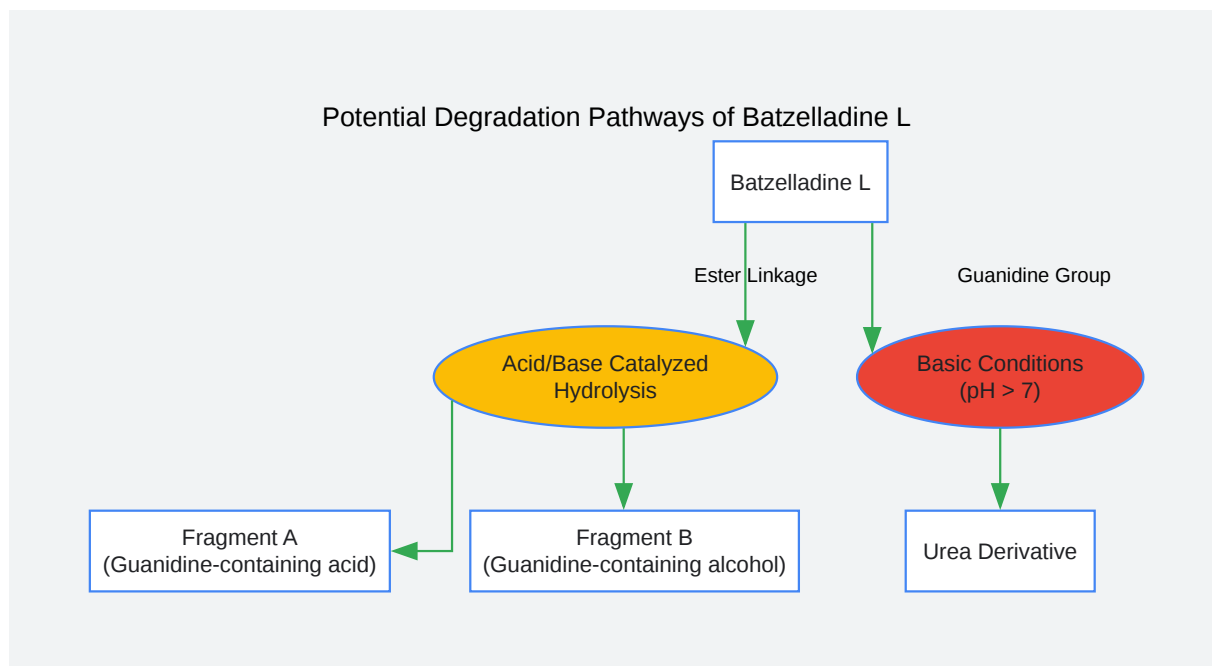 Potential Degradation Pathways of Batzelladine L
Batzelladine L
Ester Linkage
Guanidine Group
Acid/Base Catalyzed
Hydrolysis
Basic Conditions
(pH > 7)
Fragment A
(Guanidine-containing acid)
Fragment B
(Guanidine-containing alcohol)
Urea Derivative